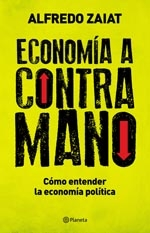 ALFREDO ZAIAT
ECONOMÍA A
CONTRA
MANO
Cómo entender
la economía política
Planeta